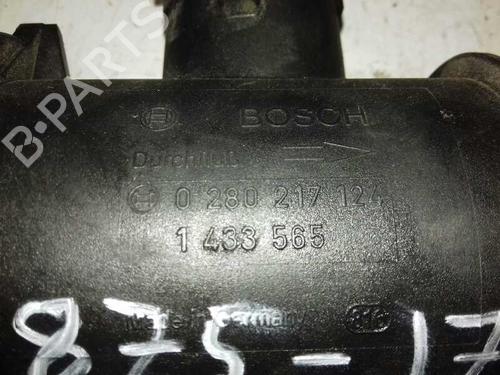 B-PARTS
BOSCH
Durchfluß
0 280 217 124
1 433 565
Made in Germany
875-17